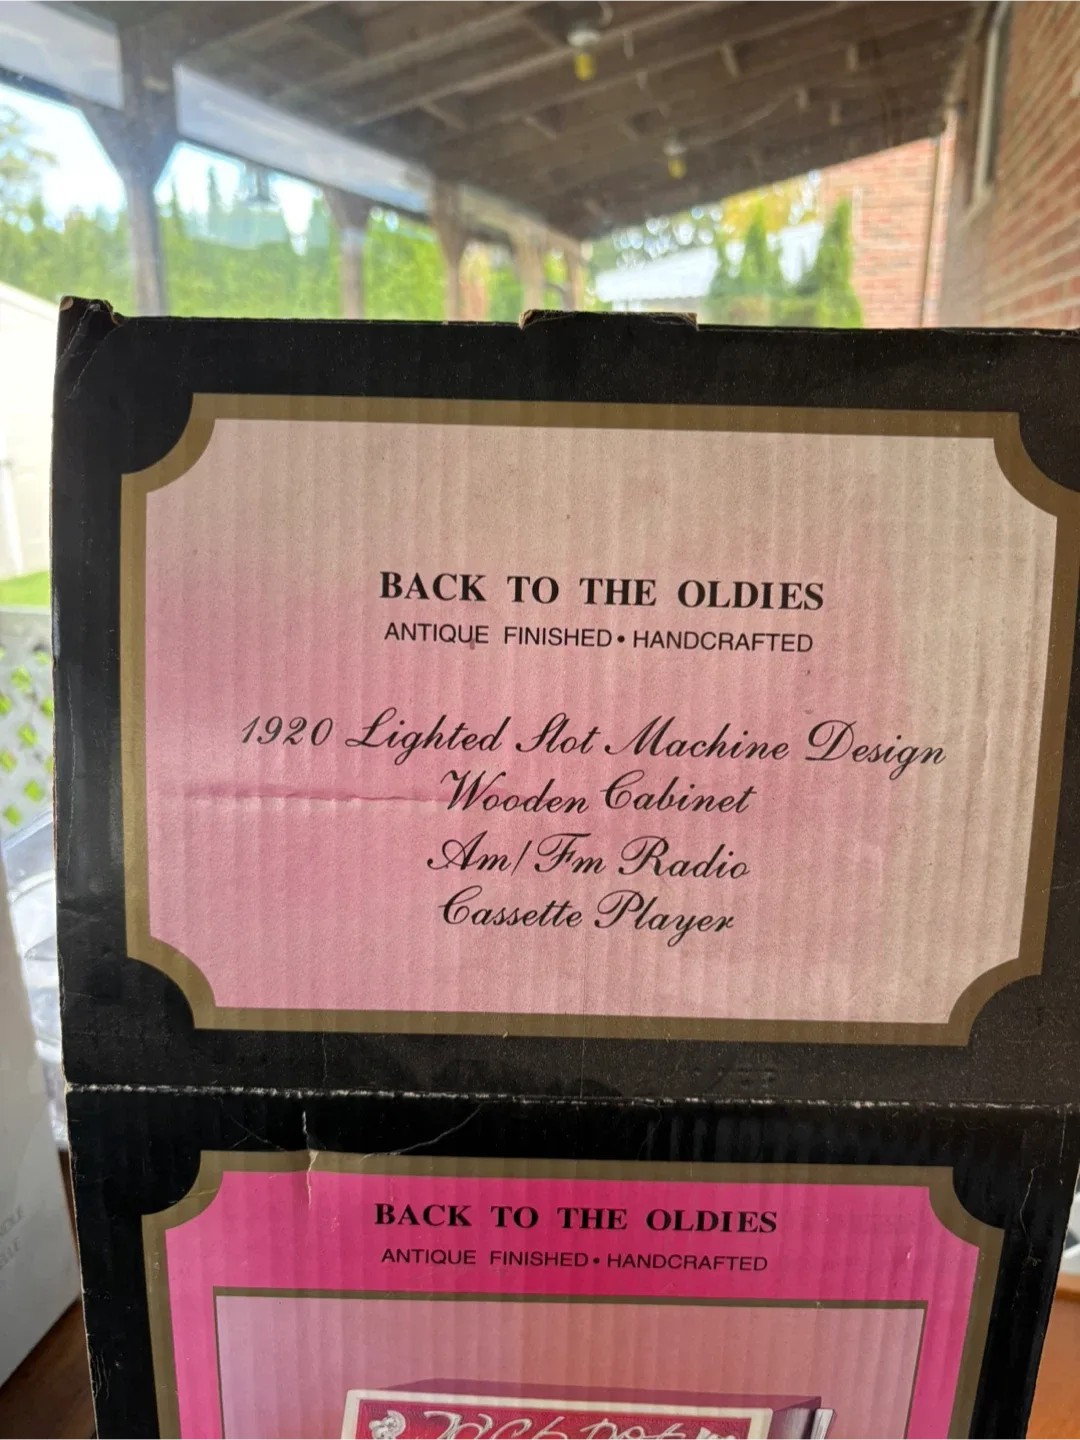 BACK TO THE OLDIES
ANTIQUE FINISHED • HANDCRAFTED
1920 Lighted Slot Machine Design
Wooden Cabinet
Am/Fm Radio
Cassette Player
BACK TO THE OLDIES
ANTIQUE FINISHED • HANDCRAFTED